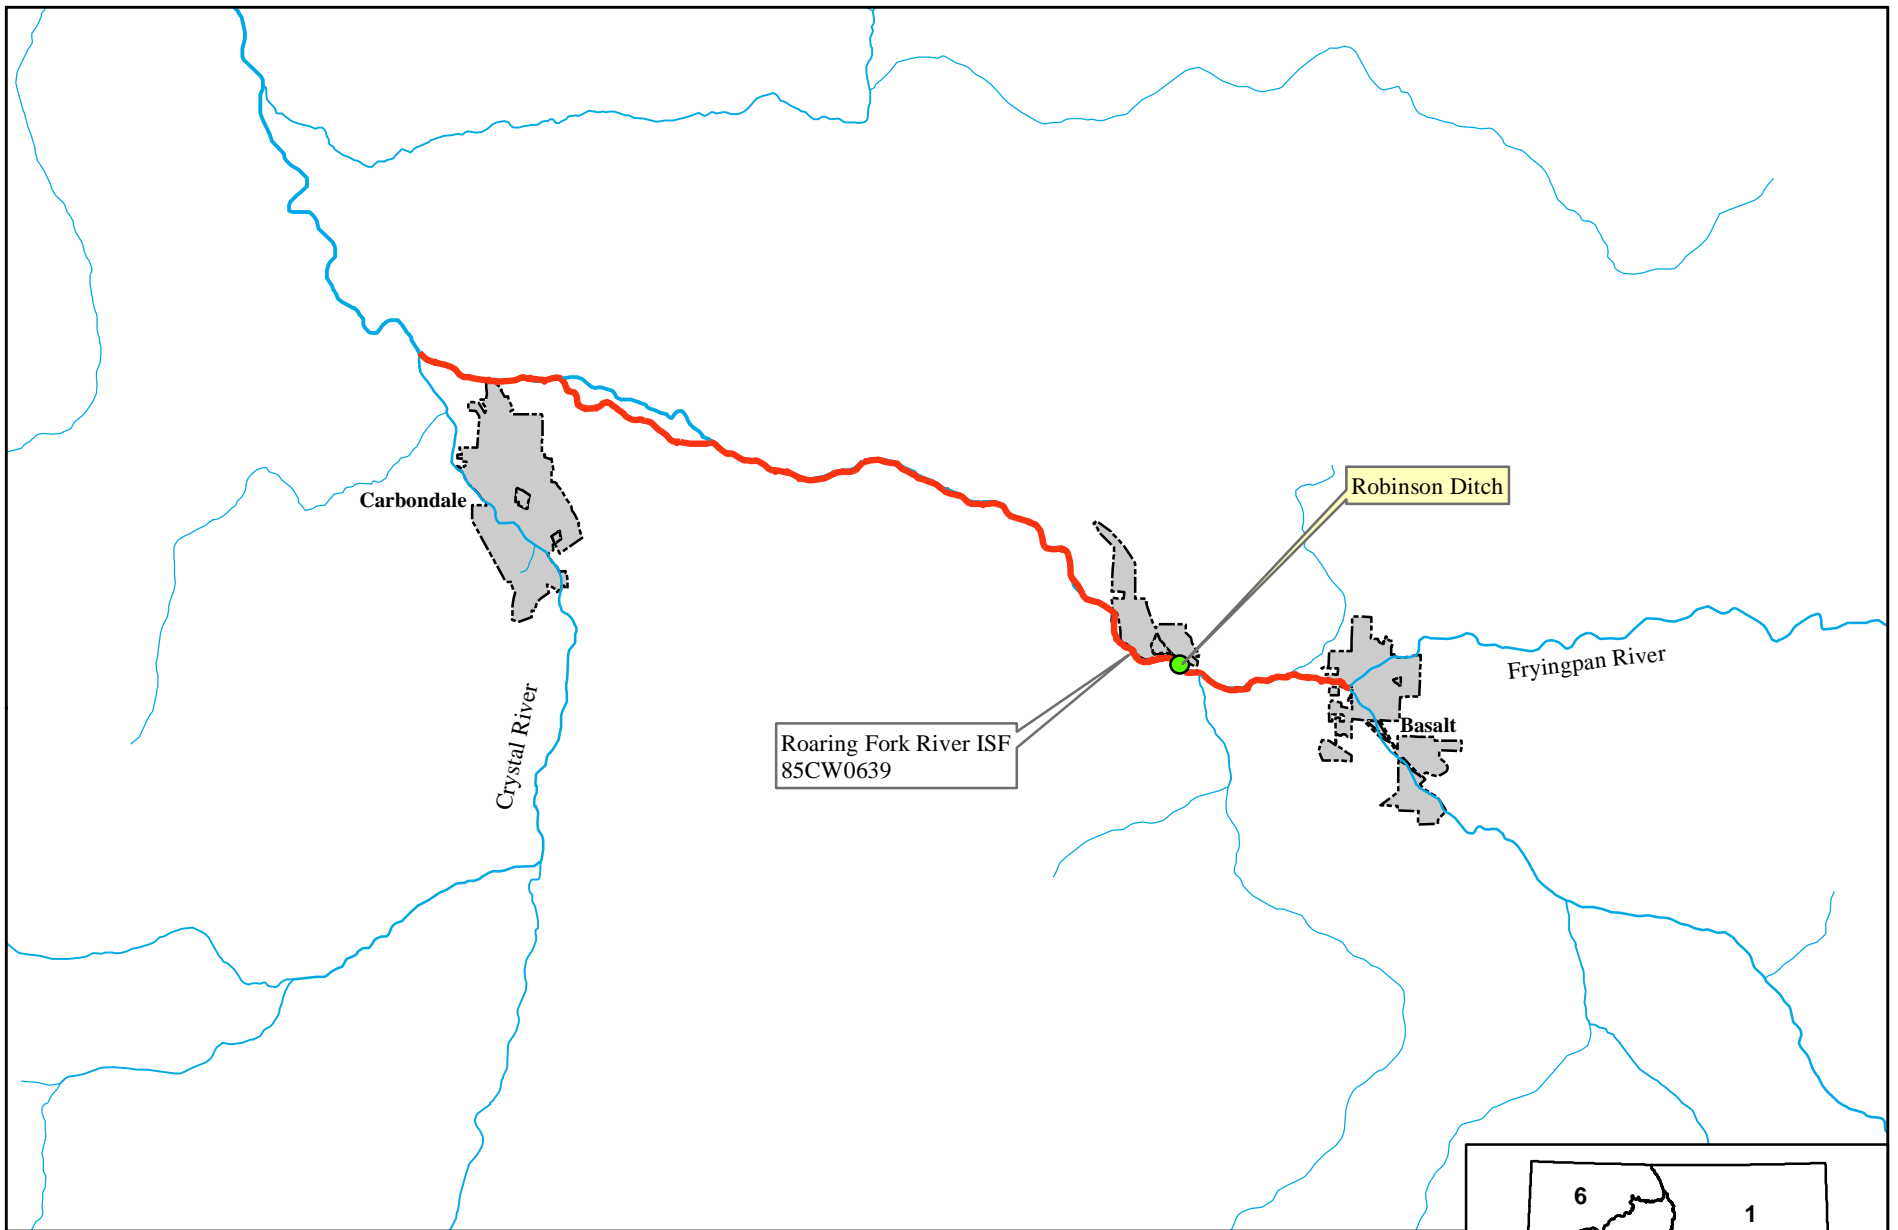 Robinson Ditch
Carbondale
Fryingpan River
Basalt
Crystal River
Roaring Fork River ISF
85CW0639
6
1